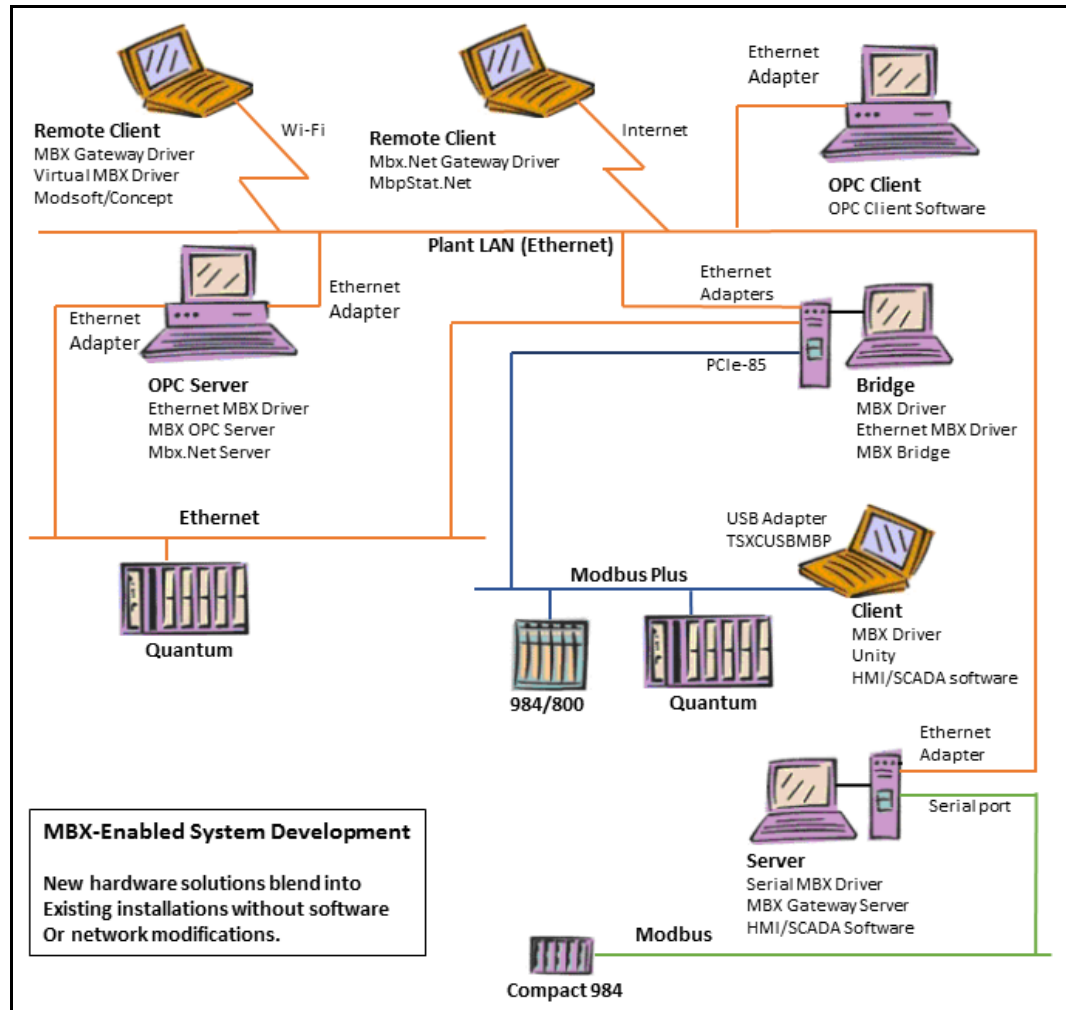 Ethernet
Adapter
Wi-Fi
Internet
Remote Client
MBX Gateway Driver
Virtual MBX Driver
Modsoft/Concept
Remote Client
Mbx.Net Gateway Driver
MbpStat.Net
OPC Client
OPC Client Software
Plant LAN (Ethernet)
Ethernet
Adapter
Ethernet
Adapter
Ethernet
Adapters
PCIe-85
OPC Server
Ethernet MBX Driver
MBX OPC Server
Mbx.Net Server
Bridge
MBX Driver
Ethernet MBX Driver
MBX Bridge
Ethernet
Quantum
USB Adapter
TSXCUSBMBP
Modbus Plus
984/800
Quantum
Client
MBX Driver
Unity
HMI/SCADA software
Ethernet
Adapter
Serial port
Server
Serial MBX Driver
MBX Gateway Server
HMI/SCADA Software
MBX-Enabled System Development
New hardware solutions blend into
Existing installations without software
Or network modifications.
Modbus
Compact 984